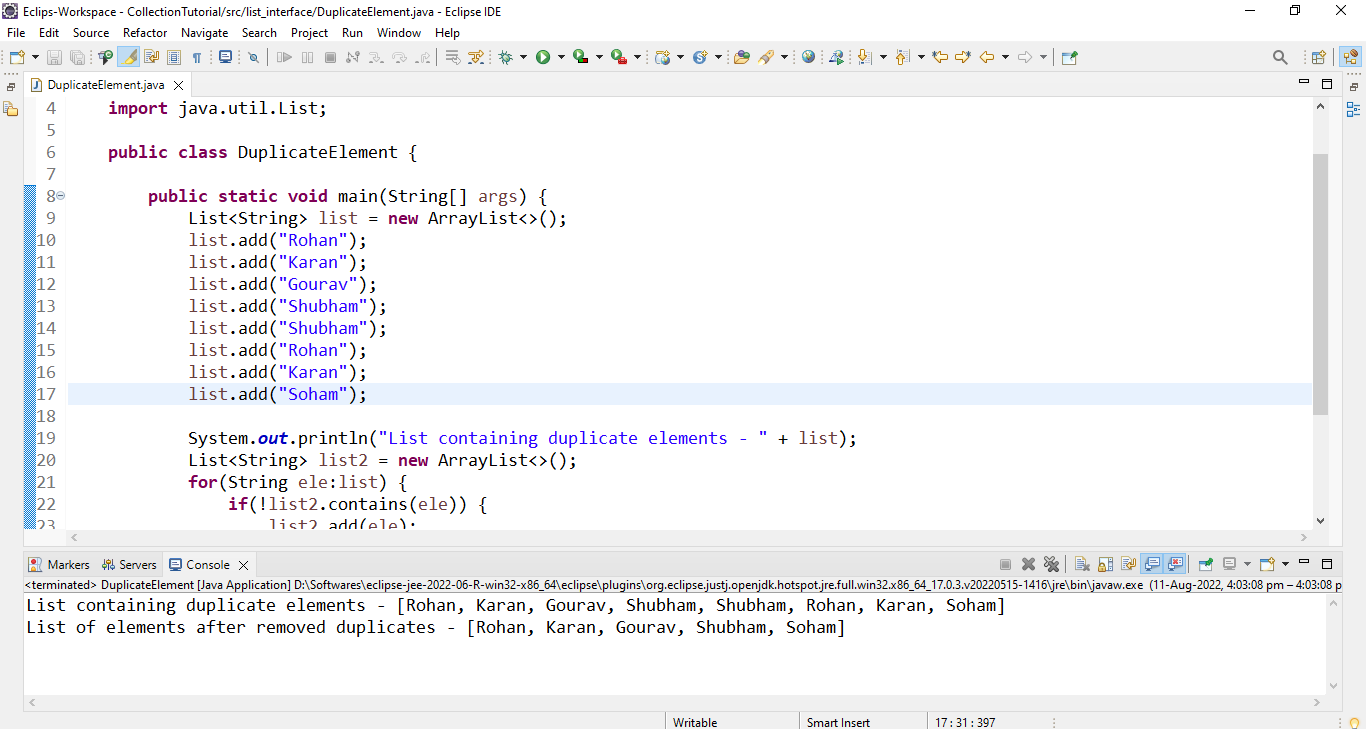 Eclips-Workspace - CollectionTutorial/src/list_interface/DuplicateElement.java - Eclipse IDE
File Edit Source Refactor Navigate Search Project Run Window Help
DuplicateElement.java
4 import java.util.List;
5
6 public class DuplicateElement {
7
8 public static void main(String[] args) {
9 List<String> list = new ArrayList<>();
10 list.add("Rohan");
11 list.add("Karan");
12 list.add("Gourav");
13 list.add("Shubham");
14 list.add("Shubham");
15 list.add("Rohan");
16 list.add("Karan");
17 list.add("Soham");
18
19 System.out.println("List containing duplicate elements - " + list);
20 List<String> list2 = new ArrayList<>();
21 for(String ele:list) {
22 if(!list2.contains(ele)) {
23 list2.add(ele);
Markers Servers Console
<terminated> DuplicateElement [Java Application] D:\Softwares\eclipse-jee-2022-06-R-win32-x86_64\eclipse\plugins\org.eclipse.justj.openjdk.hotspot.jre.full.win32.x86_64_17.0.3.v20220515-1416\jre\bin\javaw.exe (11-Aug-2022, 4:03:08 pm – 4:03:08 p
List containing duplicate elements - [Rohan, Karan, Gourav, Shubham, Shubham, Rohan, Karan, Soham]
List of elements after removed duplicates - [Rohan, Karan, Gourav, Shubham, Soham]
Writable Smart Insert 17 : 31 : 397